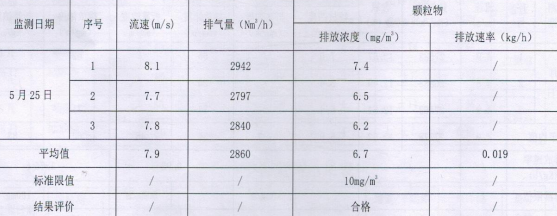 监测日期 序号 流速(m/s) 排气量（Nm³/h） 颗粒物
排放浓度（mg/m³） 排放速率（kg/h）
5月25日 1 8.1 2942 7.4 /
2 7.7 2797 6.5 /
3 7.8 2840 6.2 /
平均值 7.9 2860 6.7 0.019
标准限值 / / 10mg/m³ /
结果评价 / / 合格 /